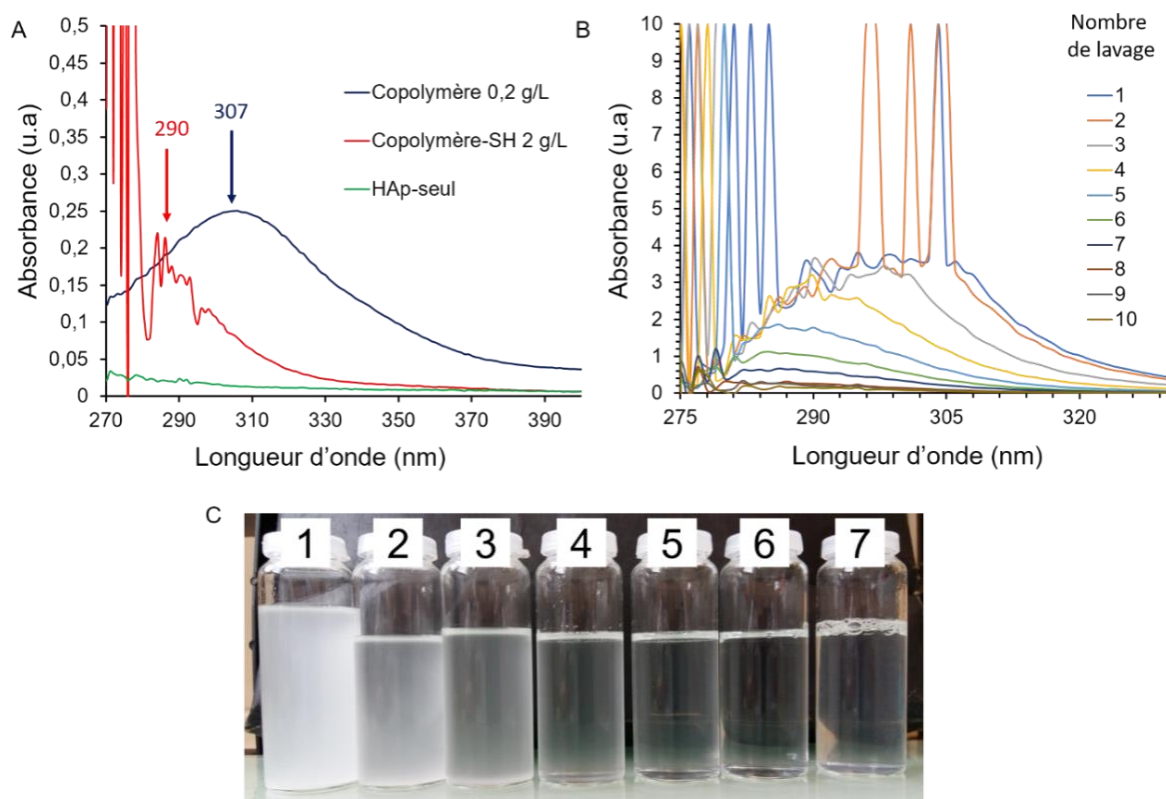 A
0,5
0,45
0,4
0,35
0,3
0,25
0,2
0,15
0,1
0,05
0
Absorbance (u.a)
290
307
Copolymère 0,2 g/L
Copolymère-SH 2 g/L
HAp-seul
270 290 310 330 350 370 390
Longueur d'onde (nm)
B
10
9
8
7
6
5
4
3
2
1
0
Absorbance (u.a)
275 290 305 320
Longueur d'onde (nm)
Nombre
de lavage
1
2
3
4
5
6
7
8
9
10
C
1 2 3 4 5 6 7